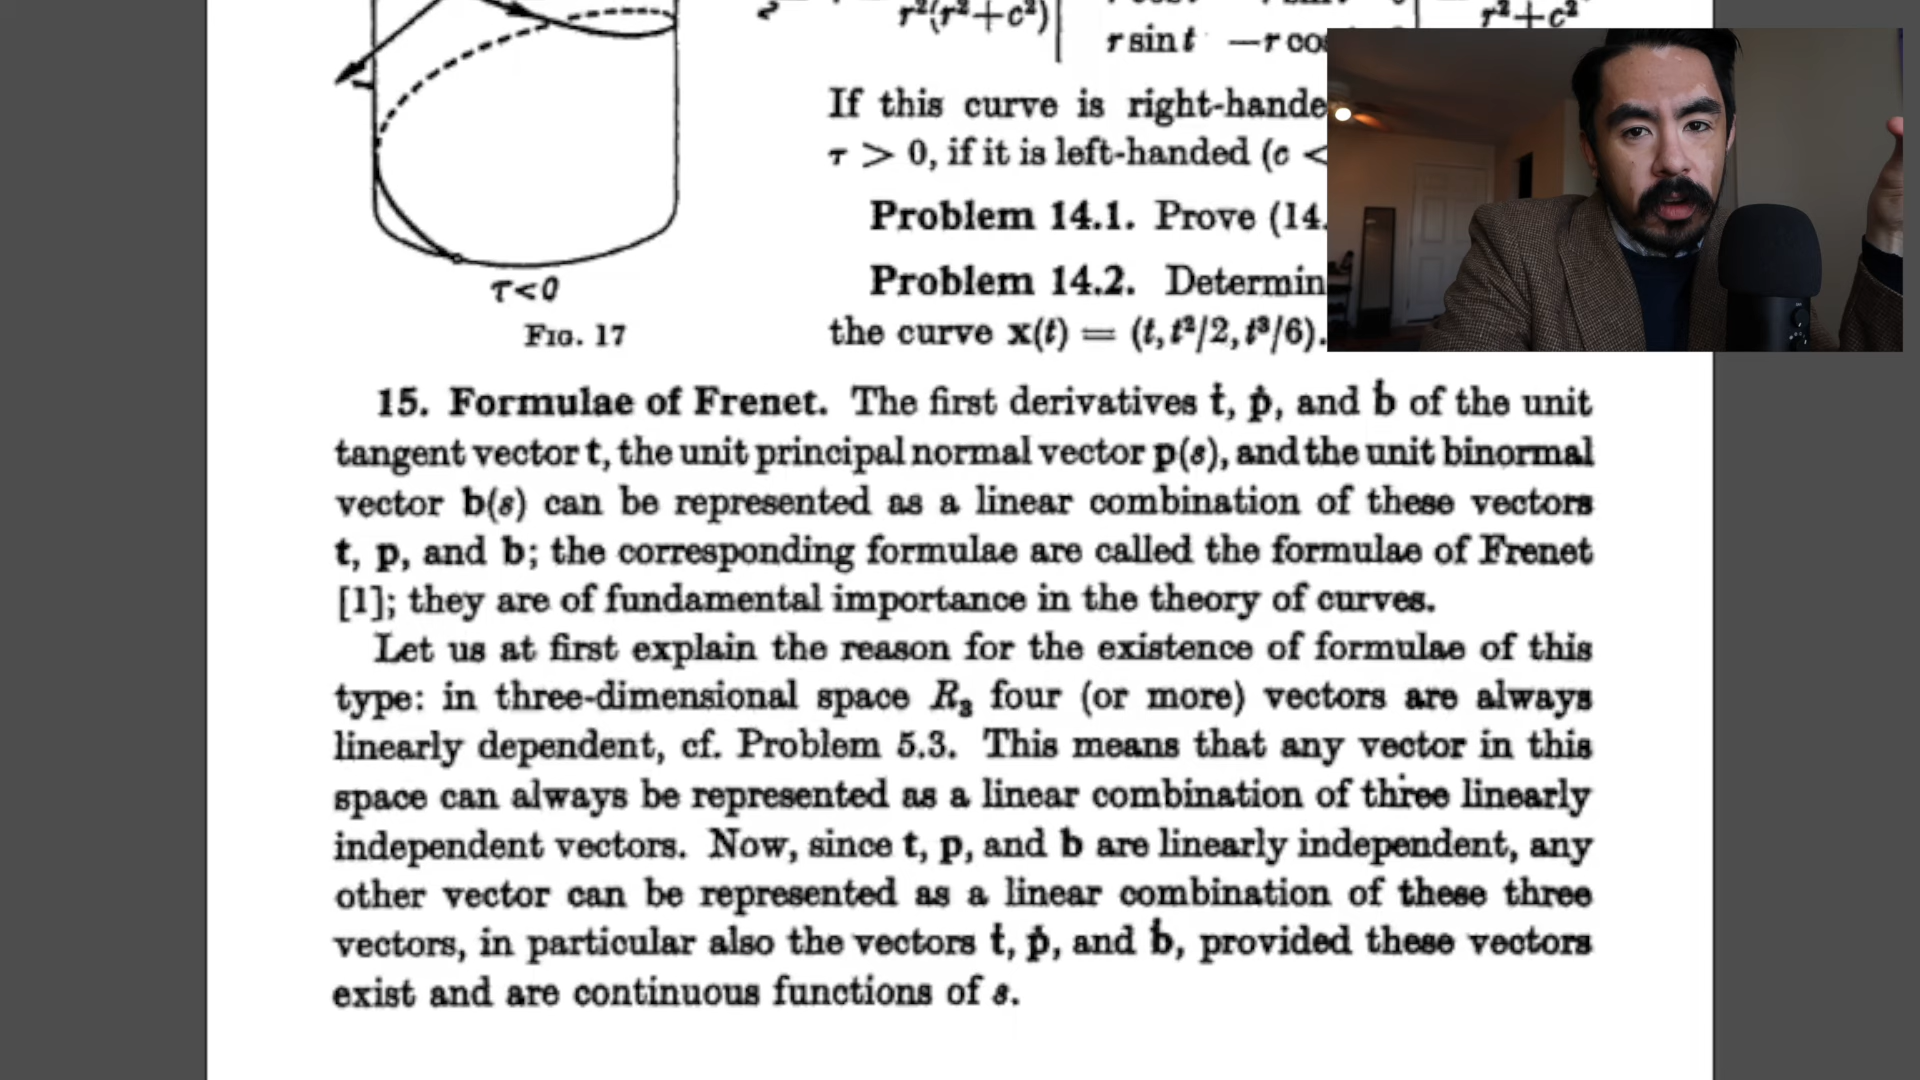 r²(r²+c²)
r²+c²
r sin t −r co
If this curve is right-hande
τ > 0, if it is left-handed (c <
Problem 14.1. Prove (14.
τ<0
Problem 14.2. Determin
Fig. 17
the curve x(t) = (t, t²/2, t³/6).
15. Formulae of Frenet. The first derivatives ṫ, ṗ, and ḃ of the unit
tangent vector t, the unit principal normal vector p(s), and the unit binormal
vector b(s) can be represented as a linear combination of these vectors
t, p, and b; the corresponding formulae are called the formulae of Frenet
[1]; they are of fundamental importance in the theory of curves.
Let us at first explain the reason for the existence of formulae of this
type: in three-dimensional space R₃ four (or more) vectors are always
linearly dependent, cf. Problem 5.3. This means that any vector in this
space can always be represented as a linear combination of three linearly
independent vectors. Now, since t, p, and b are linearly independent, any
other vector can be represented as a linear combination of these three
vectors, in particular also the vectors ṫ, ṗ, and ḃ, provided these vectors
exist and are continuous functions of s.